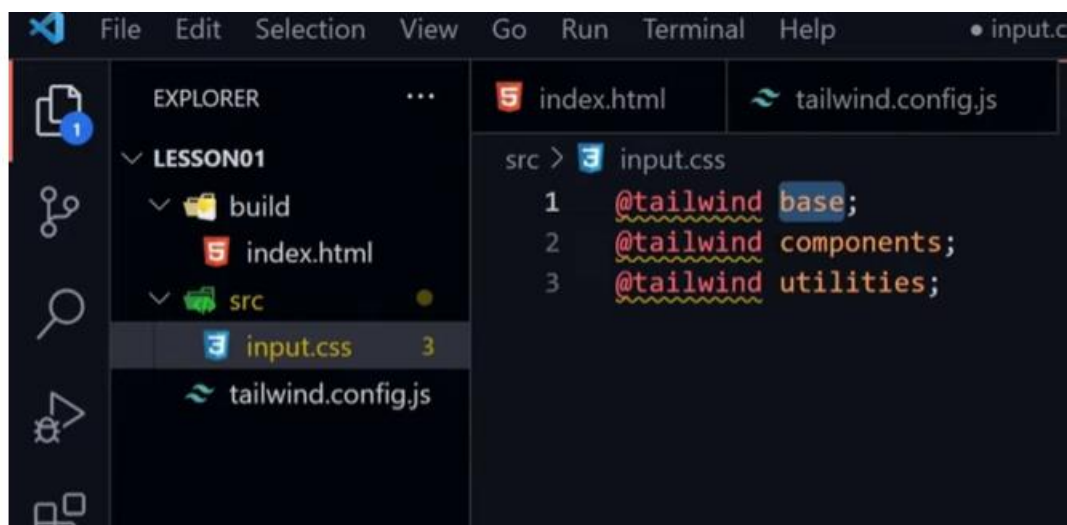 File Edit Selection View Go Run Terminal Help ● input.c
EXPLORER ...
index.html
tailwind.config.js
1
LESSON01
build
index.html
src
input.css 3
tailwind.config.js
src > input.css
1 @tailwind base;
2 @tailwind components;
3 @tailwind utilities;